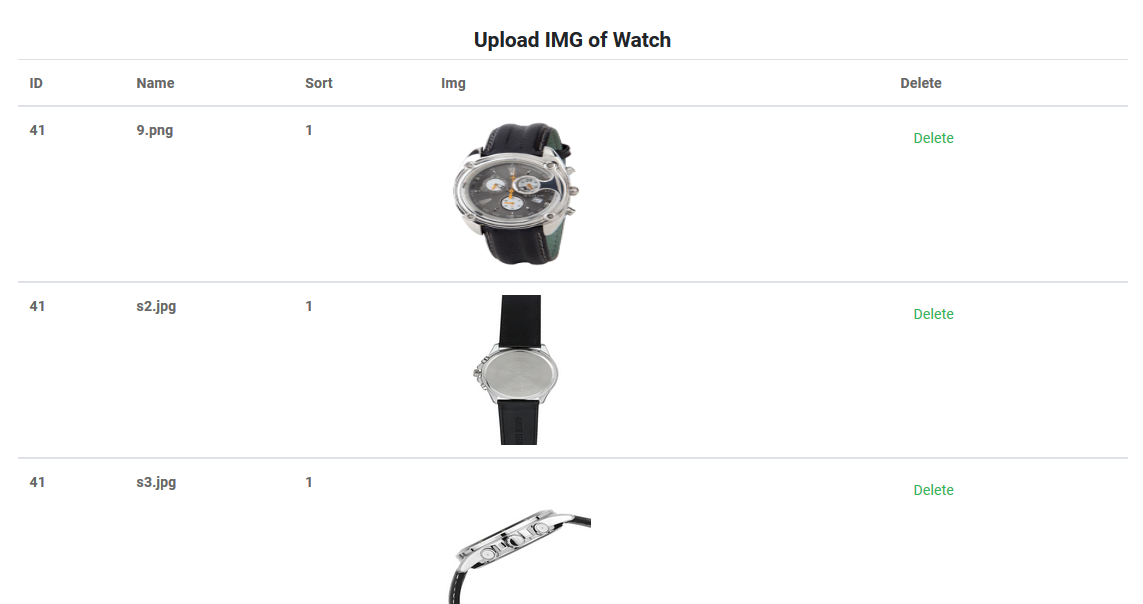 Upload IMG of Watch
ID Name Sort Img Delete
41 9.png 1 Delete
41 s2.jpg 1 Delete
41 s3.jpg 1 Delete